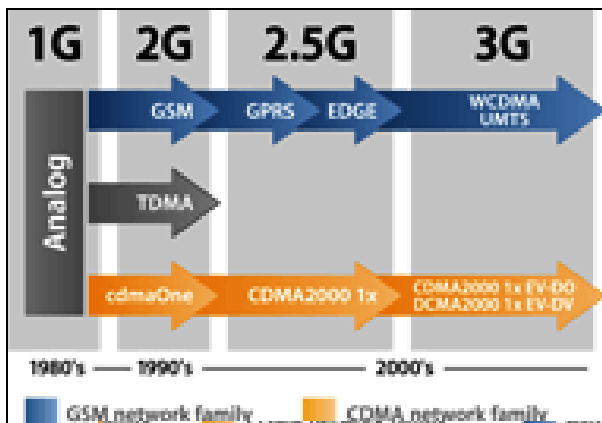 1G 2G 2.5G 3G
GSM GPRS EDGE WCDMA
UMTS
Analog
TDMA
cdmaOne CDMA2000 1x CDMA2000 1x EV-DO
DCMA2000 1x EV-DV
1980's 1990's 2000's
GSM network family CDMA network family